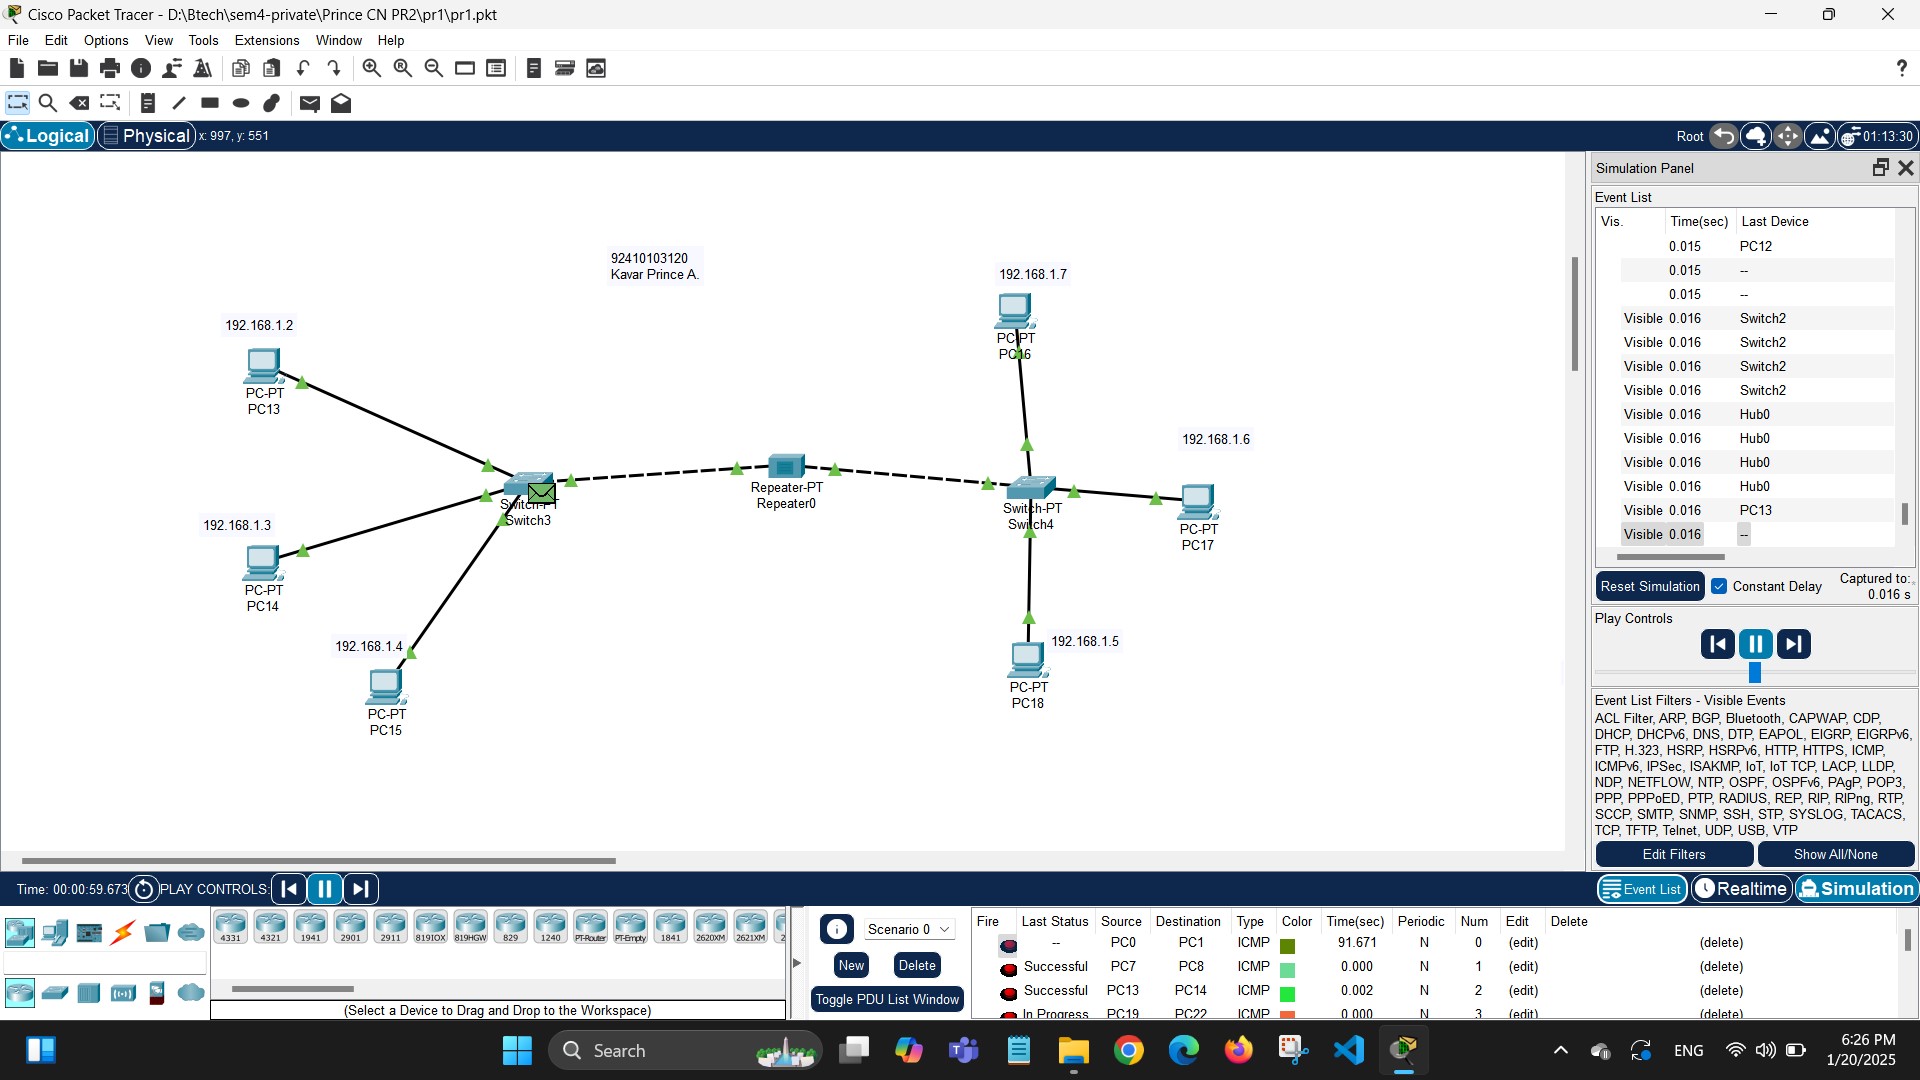 Cisco Packet Tracer - D:\Btech\sem4-private\Prince CN PR2\pr1\pr1.pkt
File Edit Options View Tools Extensions Window Help
?
Logical Physical x: 997, y: 551
Root 01:13:30
92410103120
Kavar Prince A.
192.168.1.2
PC-PT
PC13
192.168.1.3
PC-PT
PC14
192.168.1.4
PC-PT
PC15
Switch-PT
Switch3
Repeater-PT
Repeater0
192.168.1.7
PC-PT
PC16
192.168.1.6
PC-PT
PC17
Switch-PT
Switch4
192.168.1.5
PC-PT
PC18
Simulation Panel
Event List
Vis. Time(sec) Last Device
0.015 PC12
0.015 --
0.015 --
Visible 0.016 Switch2
Visible 0.016 Switch2
Visible 0.016 Switch2
Visible 0.016 Switch2
Visible 0.016 Hub0
Visible 0.016 Hub0
Visible 0.016 Hub0
Visible 0.016 Hub0
Visible 0.016 PC13
Visible 0.016 --
Reset Simulation Constant Delay Captured to:
0.016 s
Play Controls
Event List Filters - Visible Events
ACL Filter, ARP, BGP, Bluetooth, CAPWAP, CDP,
DHCP, DHCPv6, DNS, DTP, EAPOL, EIGRP, EIGRPv6,
FTP, H.323, HSRP, HSRPv6, HTTP, HTTPS, ICMP,
ICMPv6, IPSec, ISAKMP, IoT, IoT TCP, LACP, LLDP,
NDP, NETFLOW, NTP, OSPF, OSPFv6, PAgP, POP3,
PPP, PPPoED, PTP, RADIUS, REP, RIP, RIPng, RTP,
SCCP, SMTP, SNMP, SSH, STP, SYSLOG, TACACS,
TCP, TFTP, Telnet, UDP, USB, VTP
Edit Filters Show All/None
Time: 00:00:59.673 PLAY CONTROLS:
Event List Realtime Simulation
4331 4321 1941 2901 2911 819IOX 819HGW 829 1240 PT-Router PT-Empty 1841 2620XM 2621XM 2
(Select a Device to Drag and Drop to the Workspace)
Scenario 0
New Delete
Toggle PDU List Window
Fire Last Status Source Destination Type Color Time(sec) Periodic Num Edit Delete
-- PC0 PC1 ICMP 91.671 N 0 (edit) (delete)
Successful PC7 PC8 ICMP 0.000 N 1 (edit) (delete)
Successful PC13 PC14 ICMP 0.002 N 2 (edit) (delete)
In Progress PC19 PC22 ICMP 0.000 N 3 (edit) (delete)
Search
ENG
6:26 PM
1/20/2025